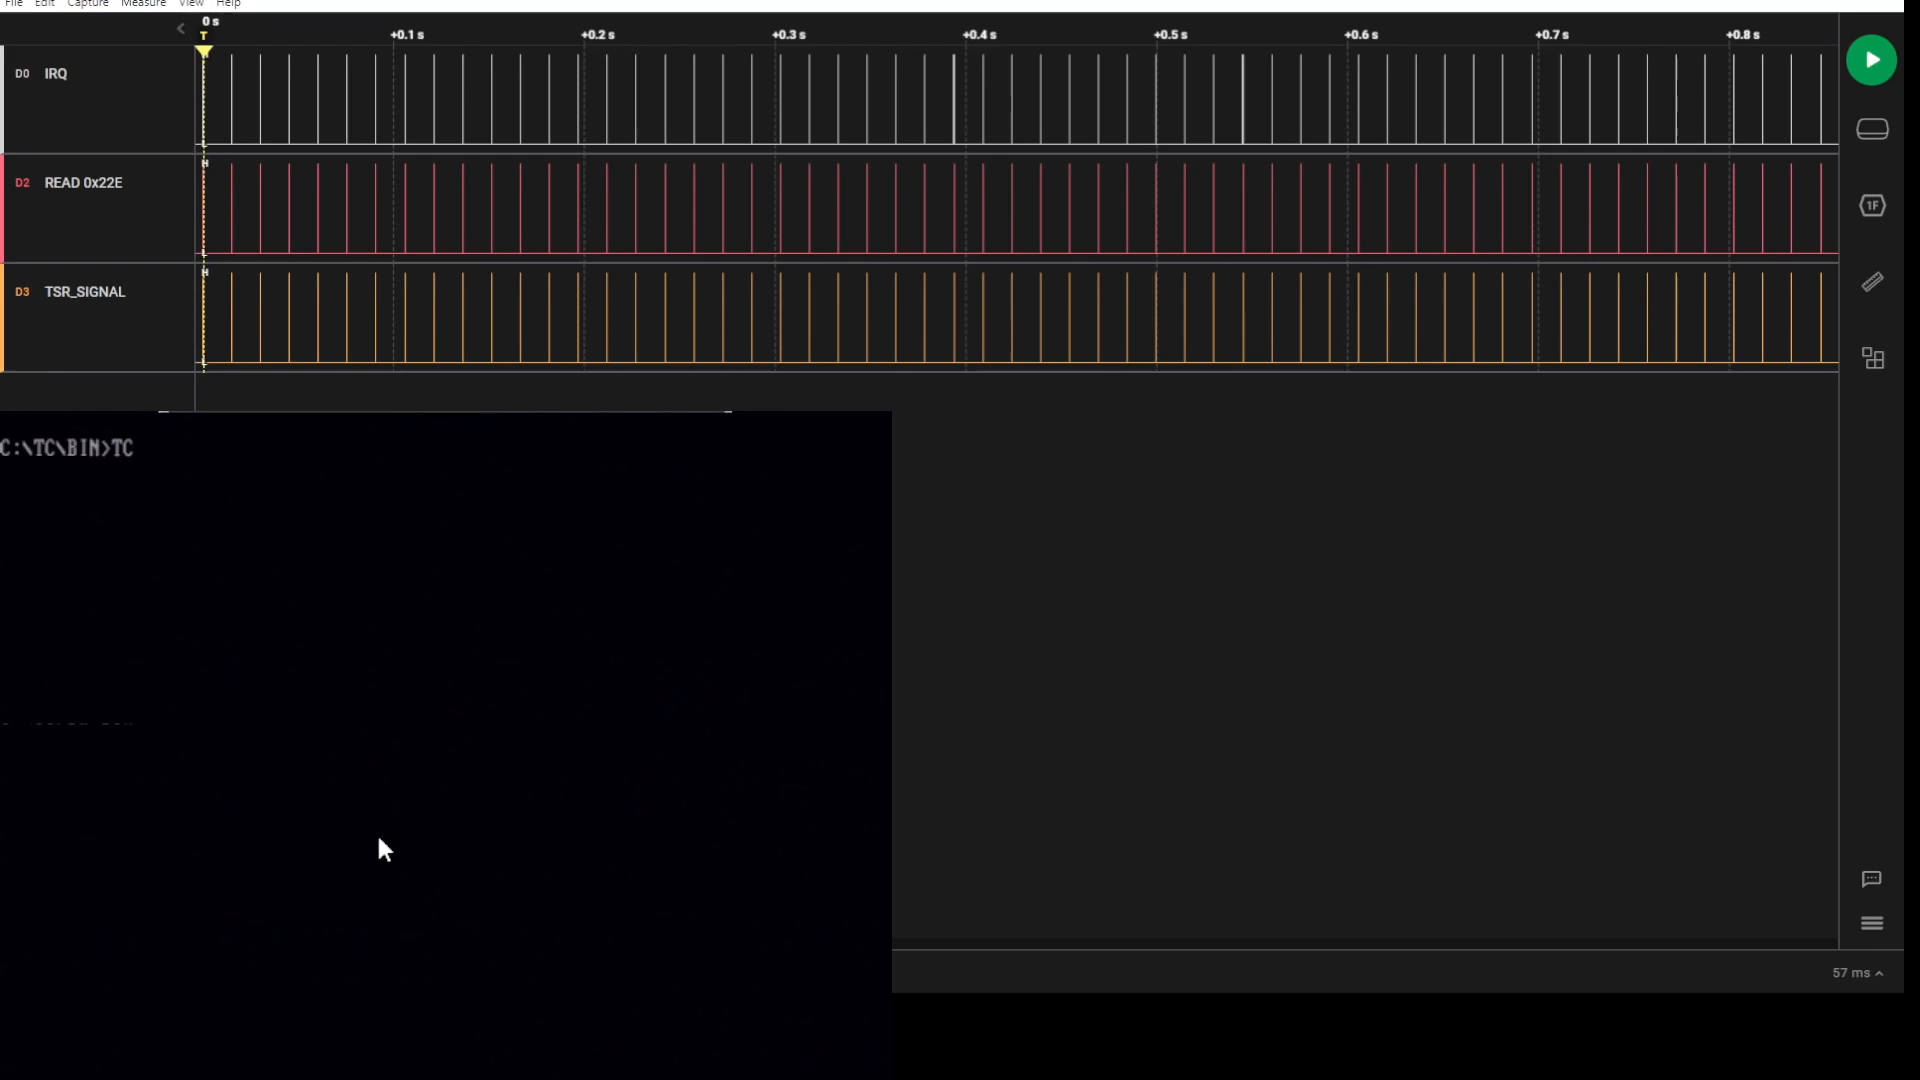 File Edit Capture Measure View Help
0 s
T
+0.1 s +0.2 s +0.3 s +0.4 s +0.5 s +0.6 s +0.7 s +0.8 s
D0 IRQ
D2 READ 0x22E
D3 TSR_SIGNAL
1F
C:\TC\BIN>TC
57 ms